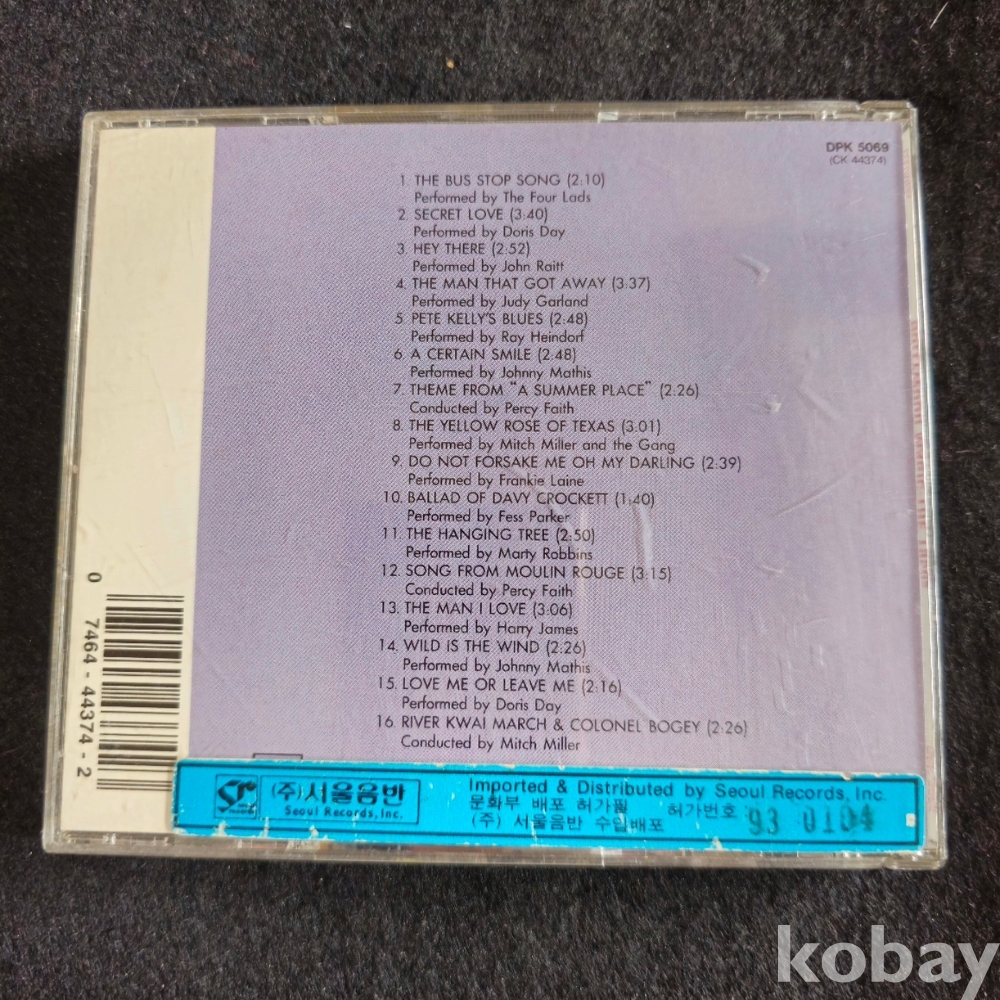 DPK 5069
(CK 44374)
1. THE BUS STOP SONG (2:10)
Performed by The Four Lads
2. SECRET LOVE (3:40)
Performed by Doris Day
3. HEY THERE (2:52)
Performed by John Raitt
4. THE MAN THAT GOT AWAY (3:37)
Performed by Judy Garland
5. PETE KELLY'S BLUES (2:48)
Performed by Ray Heindorf
6. A CERTAIN SMILE (2:48)
Performed by Johnny Mathis
7. THEME FROM "A SUMMER PLACE" (2:26)
Conducted by Percy Faith
8. THE YELLOW ROSE OF TEXAS (3:01)
Performed by Mitch Miller and the Gang
9. DO NOT FORSAKE ME OH MY DARLING (2:39)
Performed by Frankie Laine
10. BALLAD OF DAVY CROCKETT (1:40)
Performed by Fess Parker
11. THE HANGING TREE (2:50)
Performed by Marty Robbins
12. SONG FROM MOULIN ROUGE (3:15)
Conducted by Percy Faith
13. THE MAN I LOVE (3:06)
Performed by Harry James
14. WILD IS THE WIND (2:26)
Performed by Johnny Mathis
15. LOVE ME OR LEAVE ME (2:16)
Performed by Doris Day
16. RIVER KWAI MARCH & COLONEL BOGEY (2:26)
Conducted by Mitch Miller
0 7464-44374-2
(주)서울음반
Seoul Records, Inc.
Imported & Distributed by Seoul Records, Inc.
문화부 배포 허가필 허가번호 93 0104
(주) 서울음반 수입배포
kobay